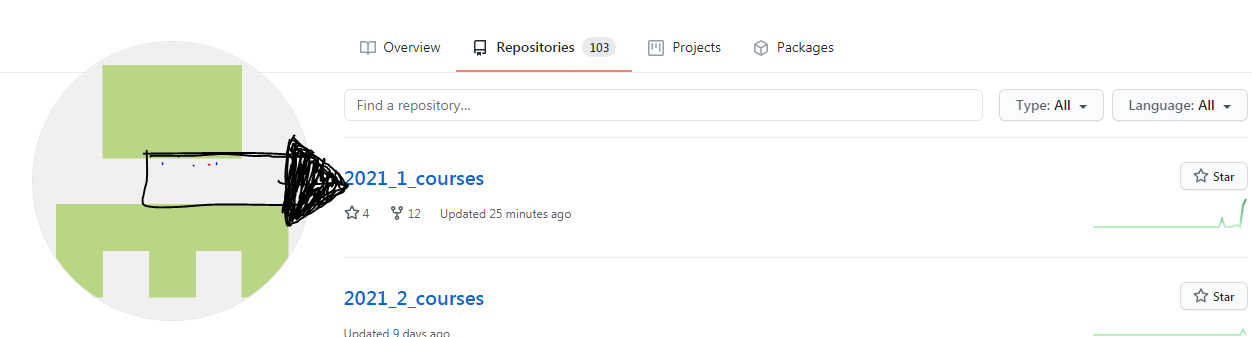 Overview Repositories 103 Projects Packages
Find a repository... Type: All Language: All
2021_1_courses Star
4 12 Updated 25 minutes ago
2021_2_courses Star
Updated 9 days ago